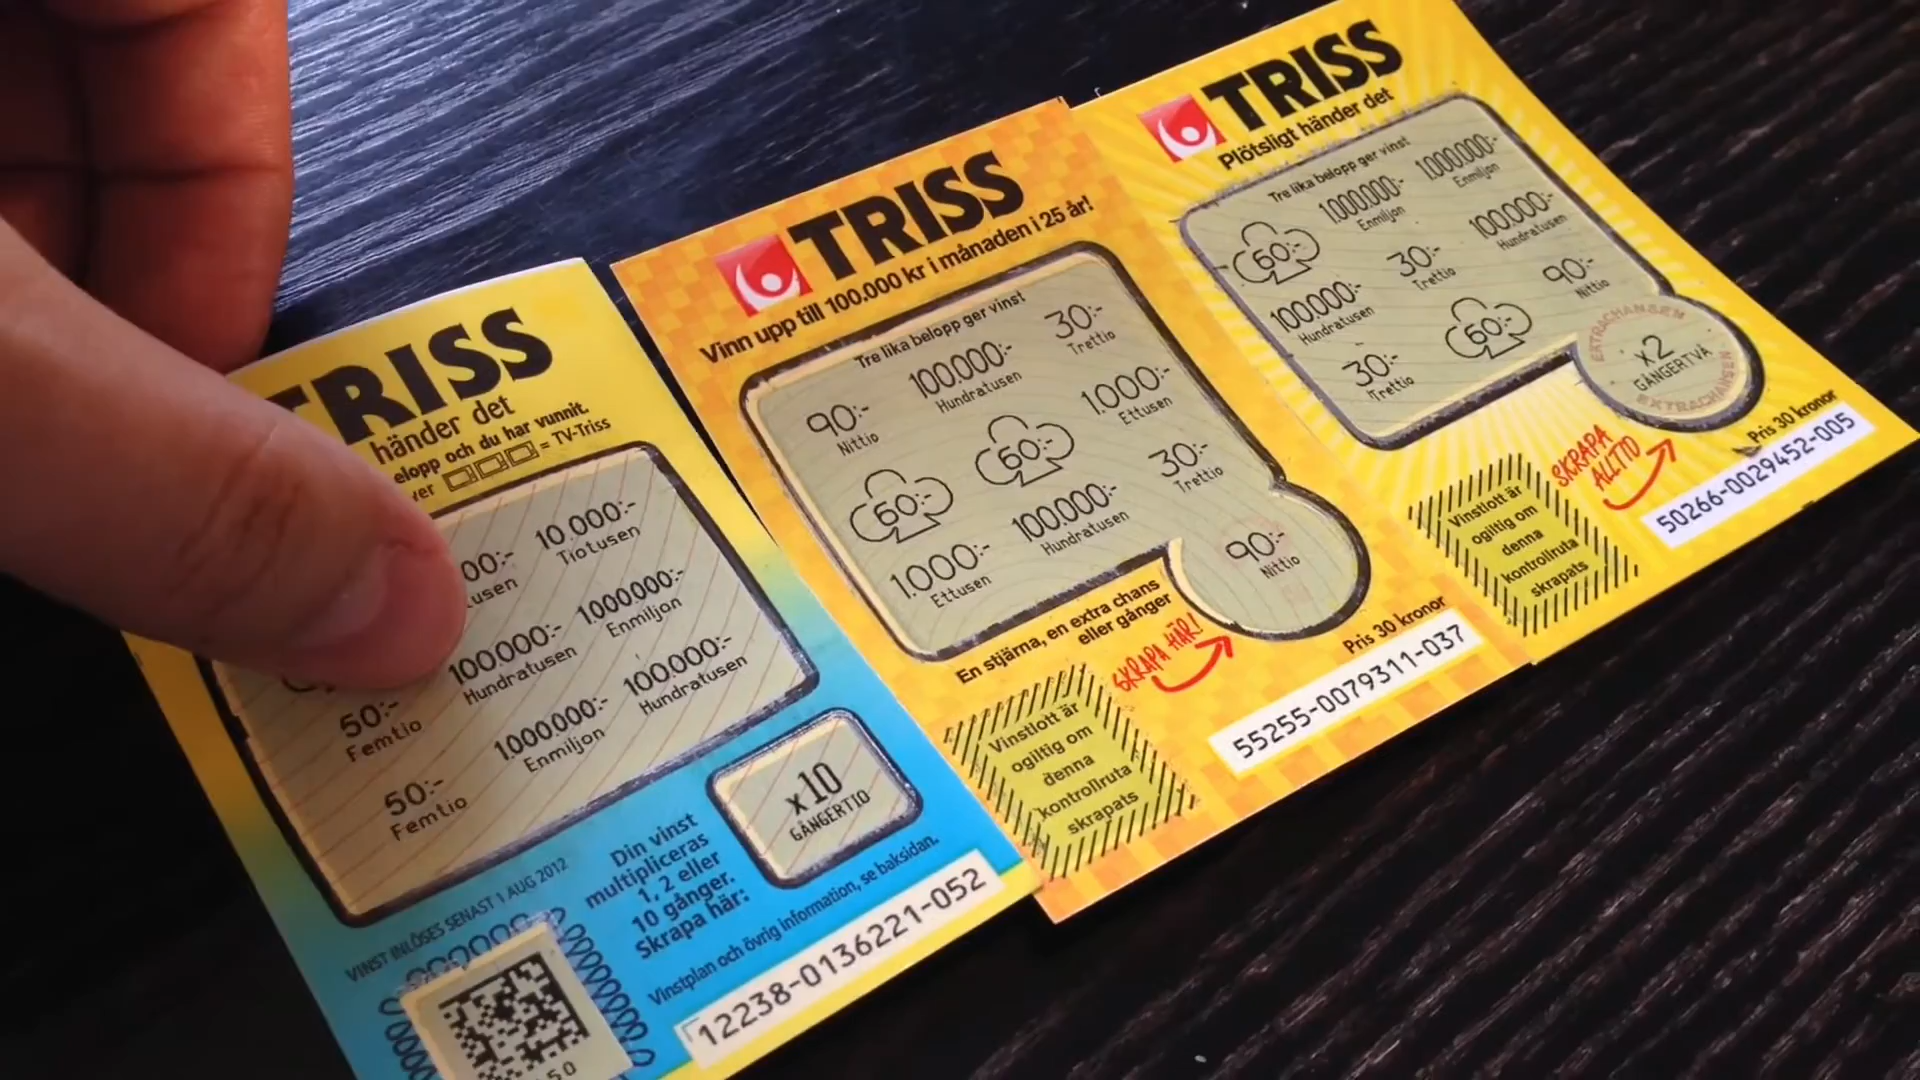 TRISS
händer det
elopp och du har vunnit.
= TV-Triss
10.000:-
Tiotusen
100.000:-
Hundratusen
1.000.000:-
Enmiljon
50:-
Femtio
1.000.000:-
Enmiljon
100.000:-
Hundratusen
50:-
Femtio
x10
GÅNGERTIO
VINST INLÖSES SENAST 1 AUG 2012
Din vinst
multipliceras
1, 2 eller
10 gånger.
Skrapa här:
Vinstplan och övrig information, se baksidan.
12238-0136221-052
TRISS
Vinn upp till 100.000 kr i månaden i 25 år!
Tre lika belopp ger vinst
90:-
Nittio
100.000:-
Hundratusen
30:-
Trettio
60:-
60:-
1.000:-
Ettusen
1.000:-
Ettusen
100.000:-
Hundratusen
30:-
Trettio
90:-
Nittio
En stjärna, en extra chans
eller gånger
SKRAPA HÄR!
Pris 30 kronor
55255-0079311-037
Vinstlott är
ogiltig om
denna
kontrollruta
skrapats
TRISS
Plötsligt händer det
Tre lika belopp ger vinst
60:-
1.000.000:-
Enmiljon
1.000.000:-
Enmiljon
100.000:-
Hundratusen
30:-
Trettio
100.000:-
Hundratusen
30:-
Trettio
60:-
90:-
Nittio
EXTRACHANSEN
x2
GÅNGERTVÅ
EXTRACHANSEN
SKRAPA
ALLTID
Pris 30 kronor
50266-0029452-005
Vinstlott är
ogiltig om
denna
kontrollruta
skrapats